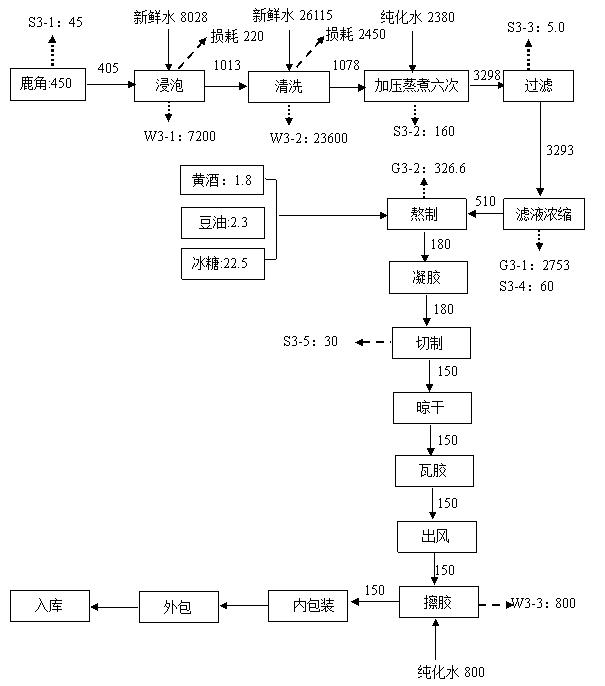 S3-1：45
新鲜水 8028
损耗 220
新鲜水 26115
损耗 2450
纯化水 2380
S3-3：5.0
鹿角:450
405
浸泡
1013
清洗
1078
加压蒸煮六次
3298
过滤
W3-1：7200
W3-2：23600
S3-2：160
3293
G3-2：326.6
黄酒：1.8
豆油:2.3
冰糖:22.5
熬制
510
滤液浓缩
180
G3-1：2753
S3-4：60
凝胶
180
S3-5：30
切制
150
晾干
150
瓦胶
150
出风
150
入库
外包
内包装
150
擦胶
W3-3：800
纯化水 800